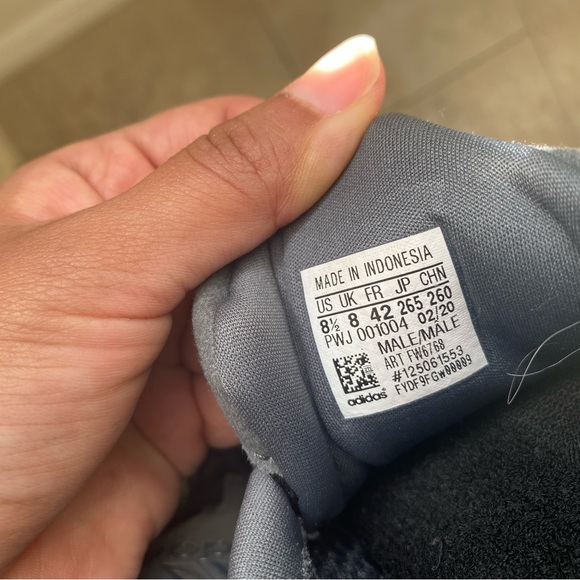 MADE IN INDONESIA
US UK FR JP CHN
8½ 8 42 265 260
PWJ 001004 02/20
MALE/MALE
ART FW6768
#125051553
FYDF9FGW00009
adidas